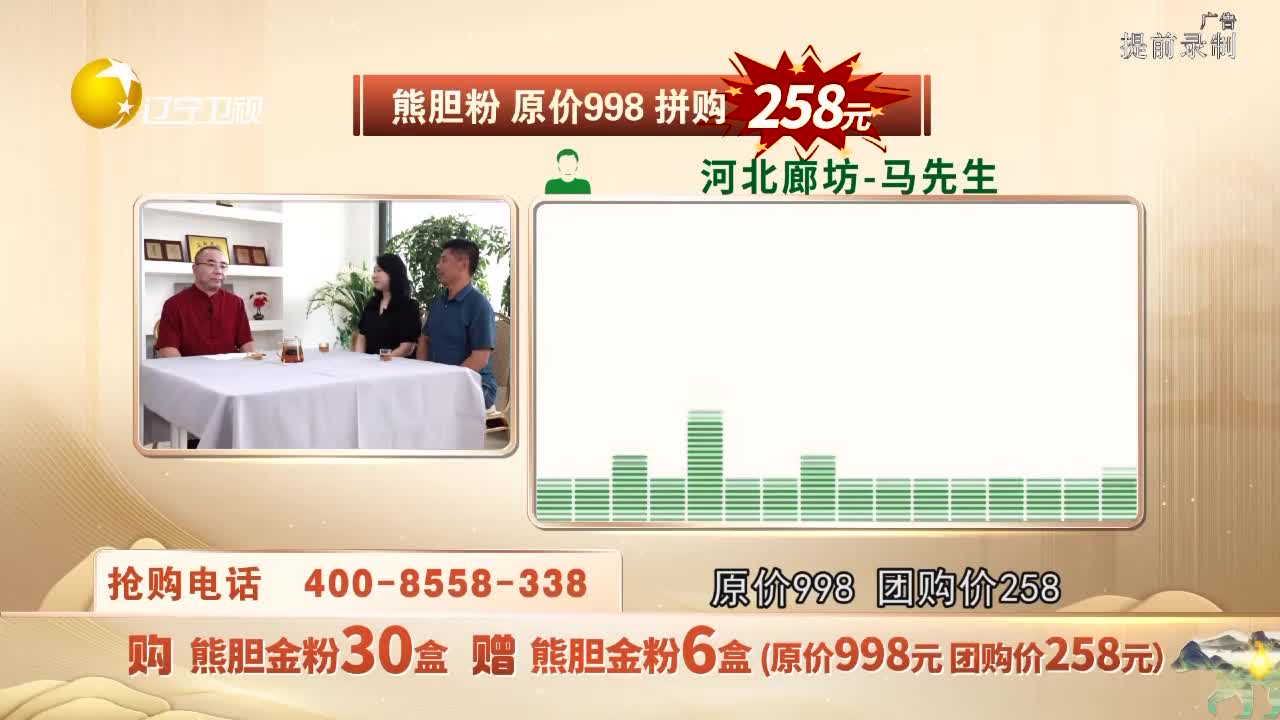 广告
提前录制
辽宁卫视
熊胆粉 原价998 拼购 258元
河北廊坊-马先生
抢购电话 400-8558-338
原价998 团购价258
购 熊胆金粉30盒 赠 熊胆金粉6盒 (原价998元 团购价258元)